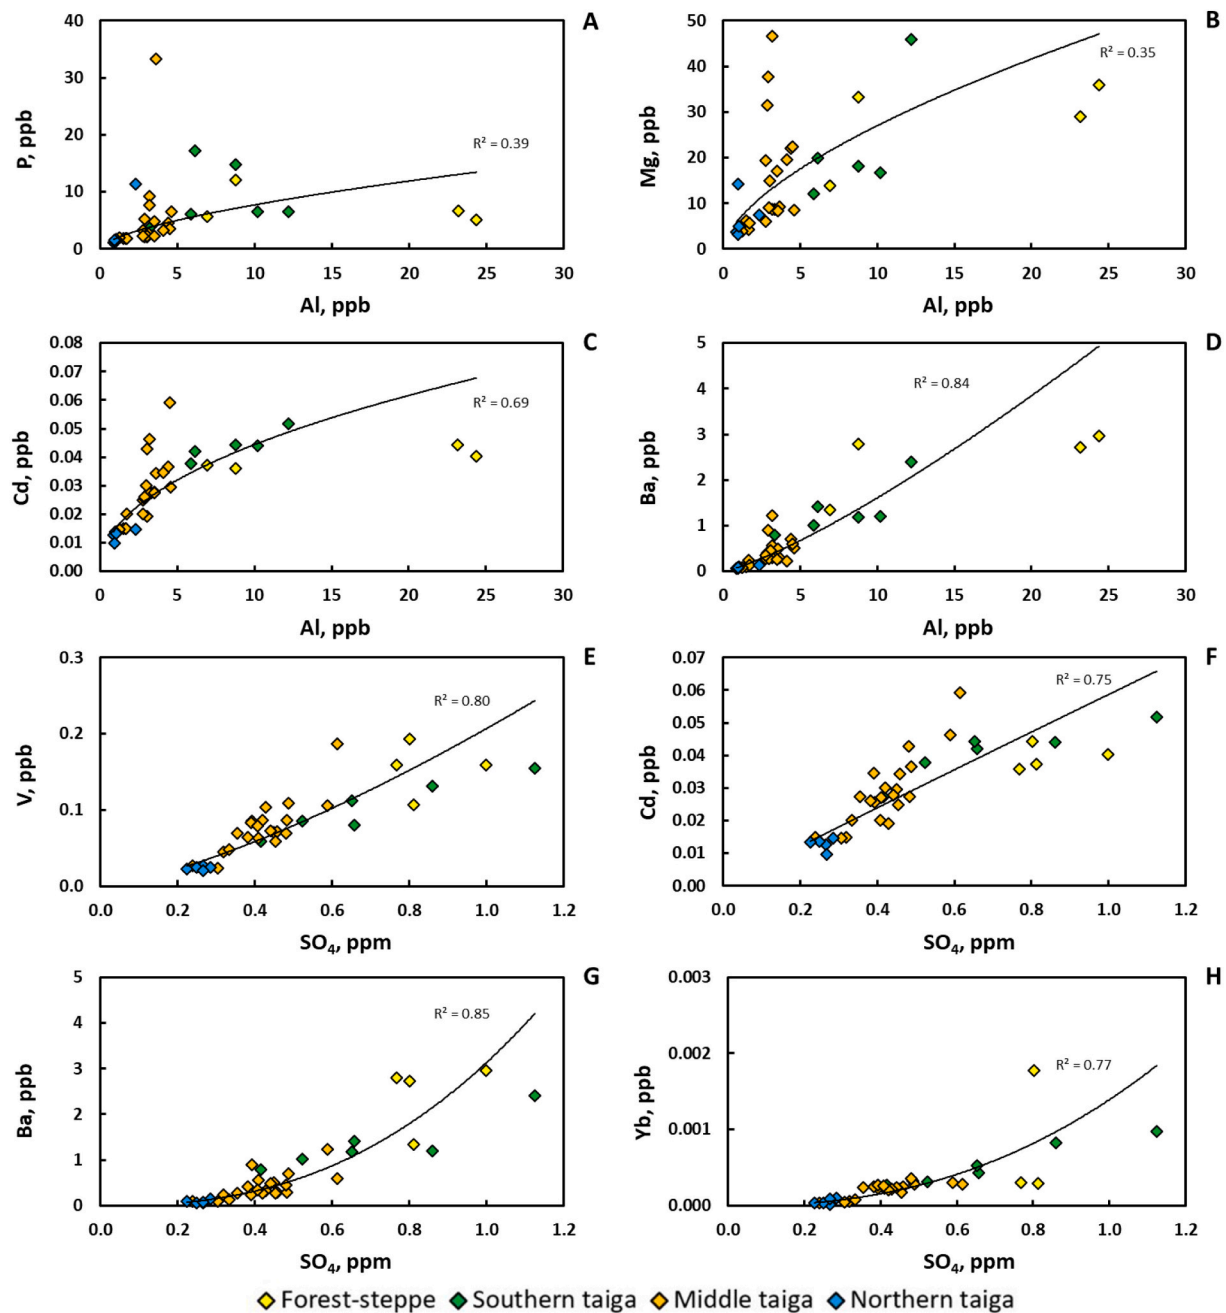 A
P, ppb
40
30
20
10
0
R² = 0.39
0 5 10 15 20 25 30
Al, ppb
B
Mg, ppb
50
40
30
20
10
0
R² = 0.35
0 5 10 15 20 25 30
Al, ppb
C
Cd, ppb
0.08
0.07
0.06
0.05
0.04
0.03
0.02
0.01
0.00
R² = 0.69
0 5 10 15 20 25 30
Al, ppb
D
Ba, ppb
5
4
3
2
1
0
R² = 0.84
0 5 10 15 20 25 30
Al, ppb
E
V, ppb
0.3
0.2
0.1
0.0
R² = 0.80
0.0 0.2 0.4 0.6 0.8 1.0 1.2
SO₄, ppm
F
Cd, ppb
0.07
0.06
0.05
0.04
0.03
0.02
0.01
0.00
R² = 0.75
0.0 0.2 0.4 0.6 0.8 1.0 1.2
SO₄, ppm
G
Ba, ppb
5
4
3
2
1
0
R² = 0.85
0.0 0.2 0.4 0.6 0.8 1.0 1.2
SO₄, ppm
H
Yb, ppb
0.003
0.002
0.001
0.000
R² = 0.77
0.0 0.2 0.4 0.6 0.8 1.0 1.2
SO₄, ppm
Forest-steppe Southern taiga Middle taiga Northern taiga